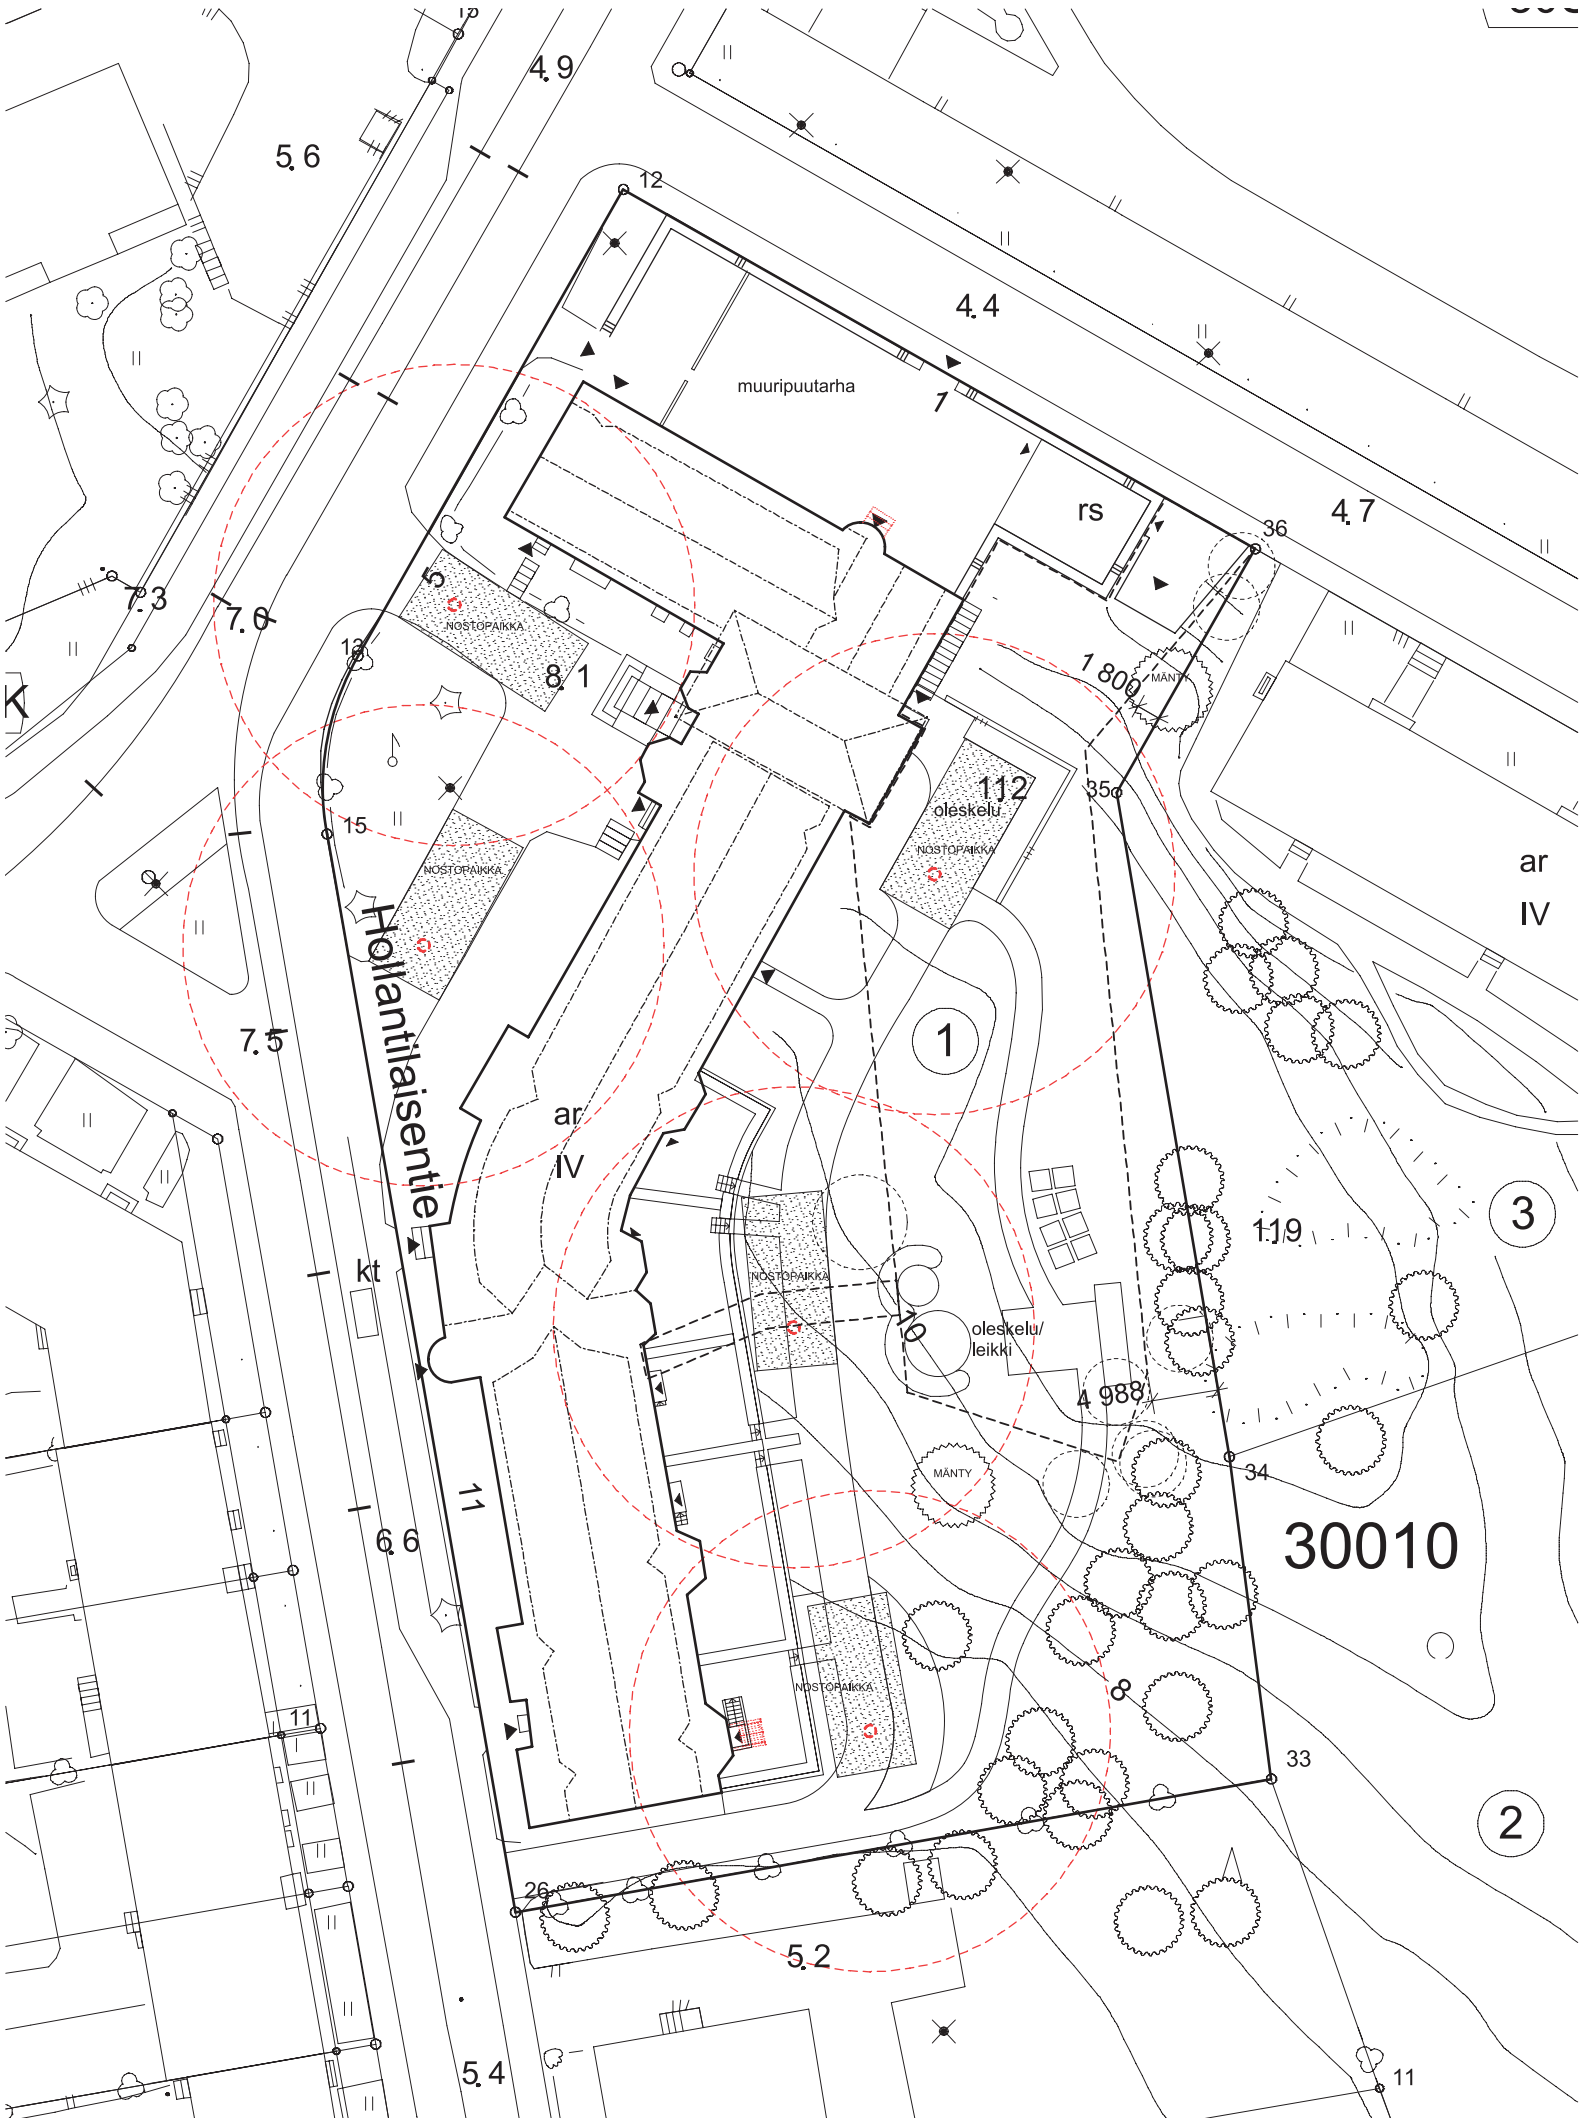 13
4.9
5.6
12
4.4
muuripuutarha
1
rs
4.7
36
7.3
7.0
5
NOSTOPAIKKA
13
8.1
K
1 800
MÄNTY
112
oleskelu
NOSTOPAIKKA
35
15
NOSTOPAIKKA
ar
IV
Hollantilaisentie
7.5
1
ar
IV
3
119
kt
NOSTOPAIKKA
10
oleskelu/
leikki
4 988
MÄNTY
34
11
6.6
30010
NOSTOPAIKKA
8
11
33
2
26
5.2
5.4
11